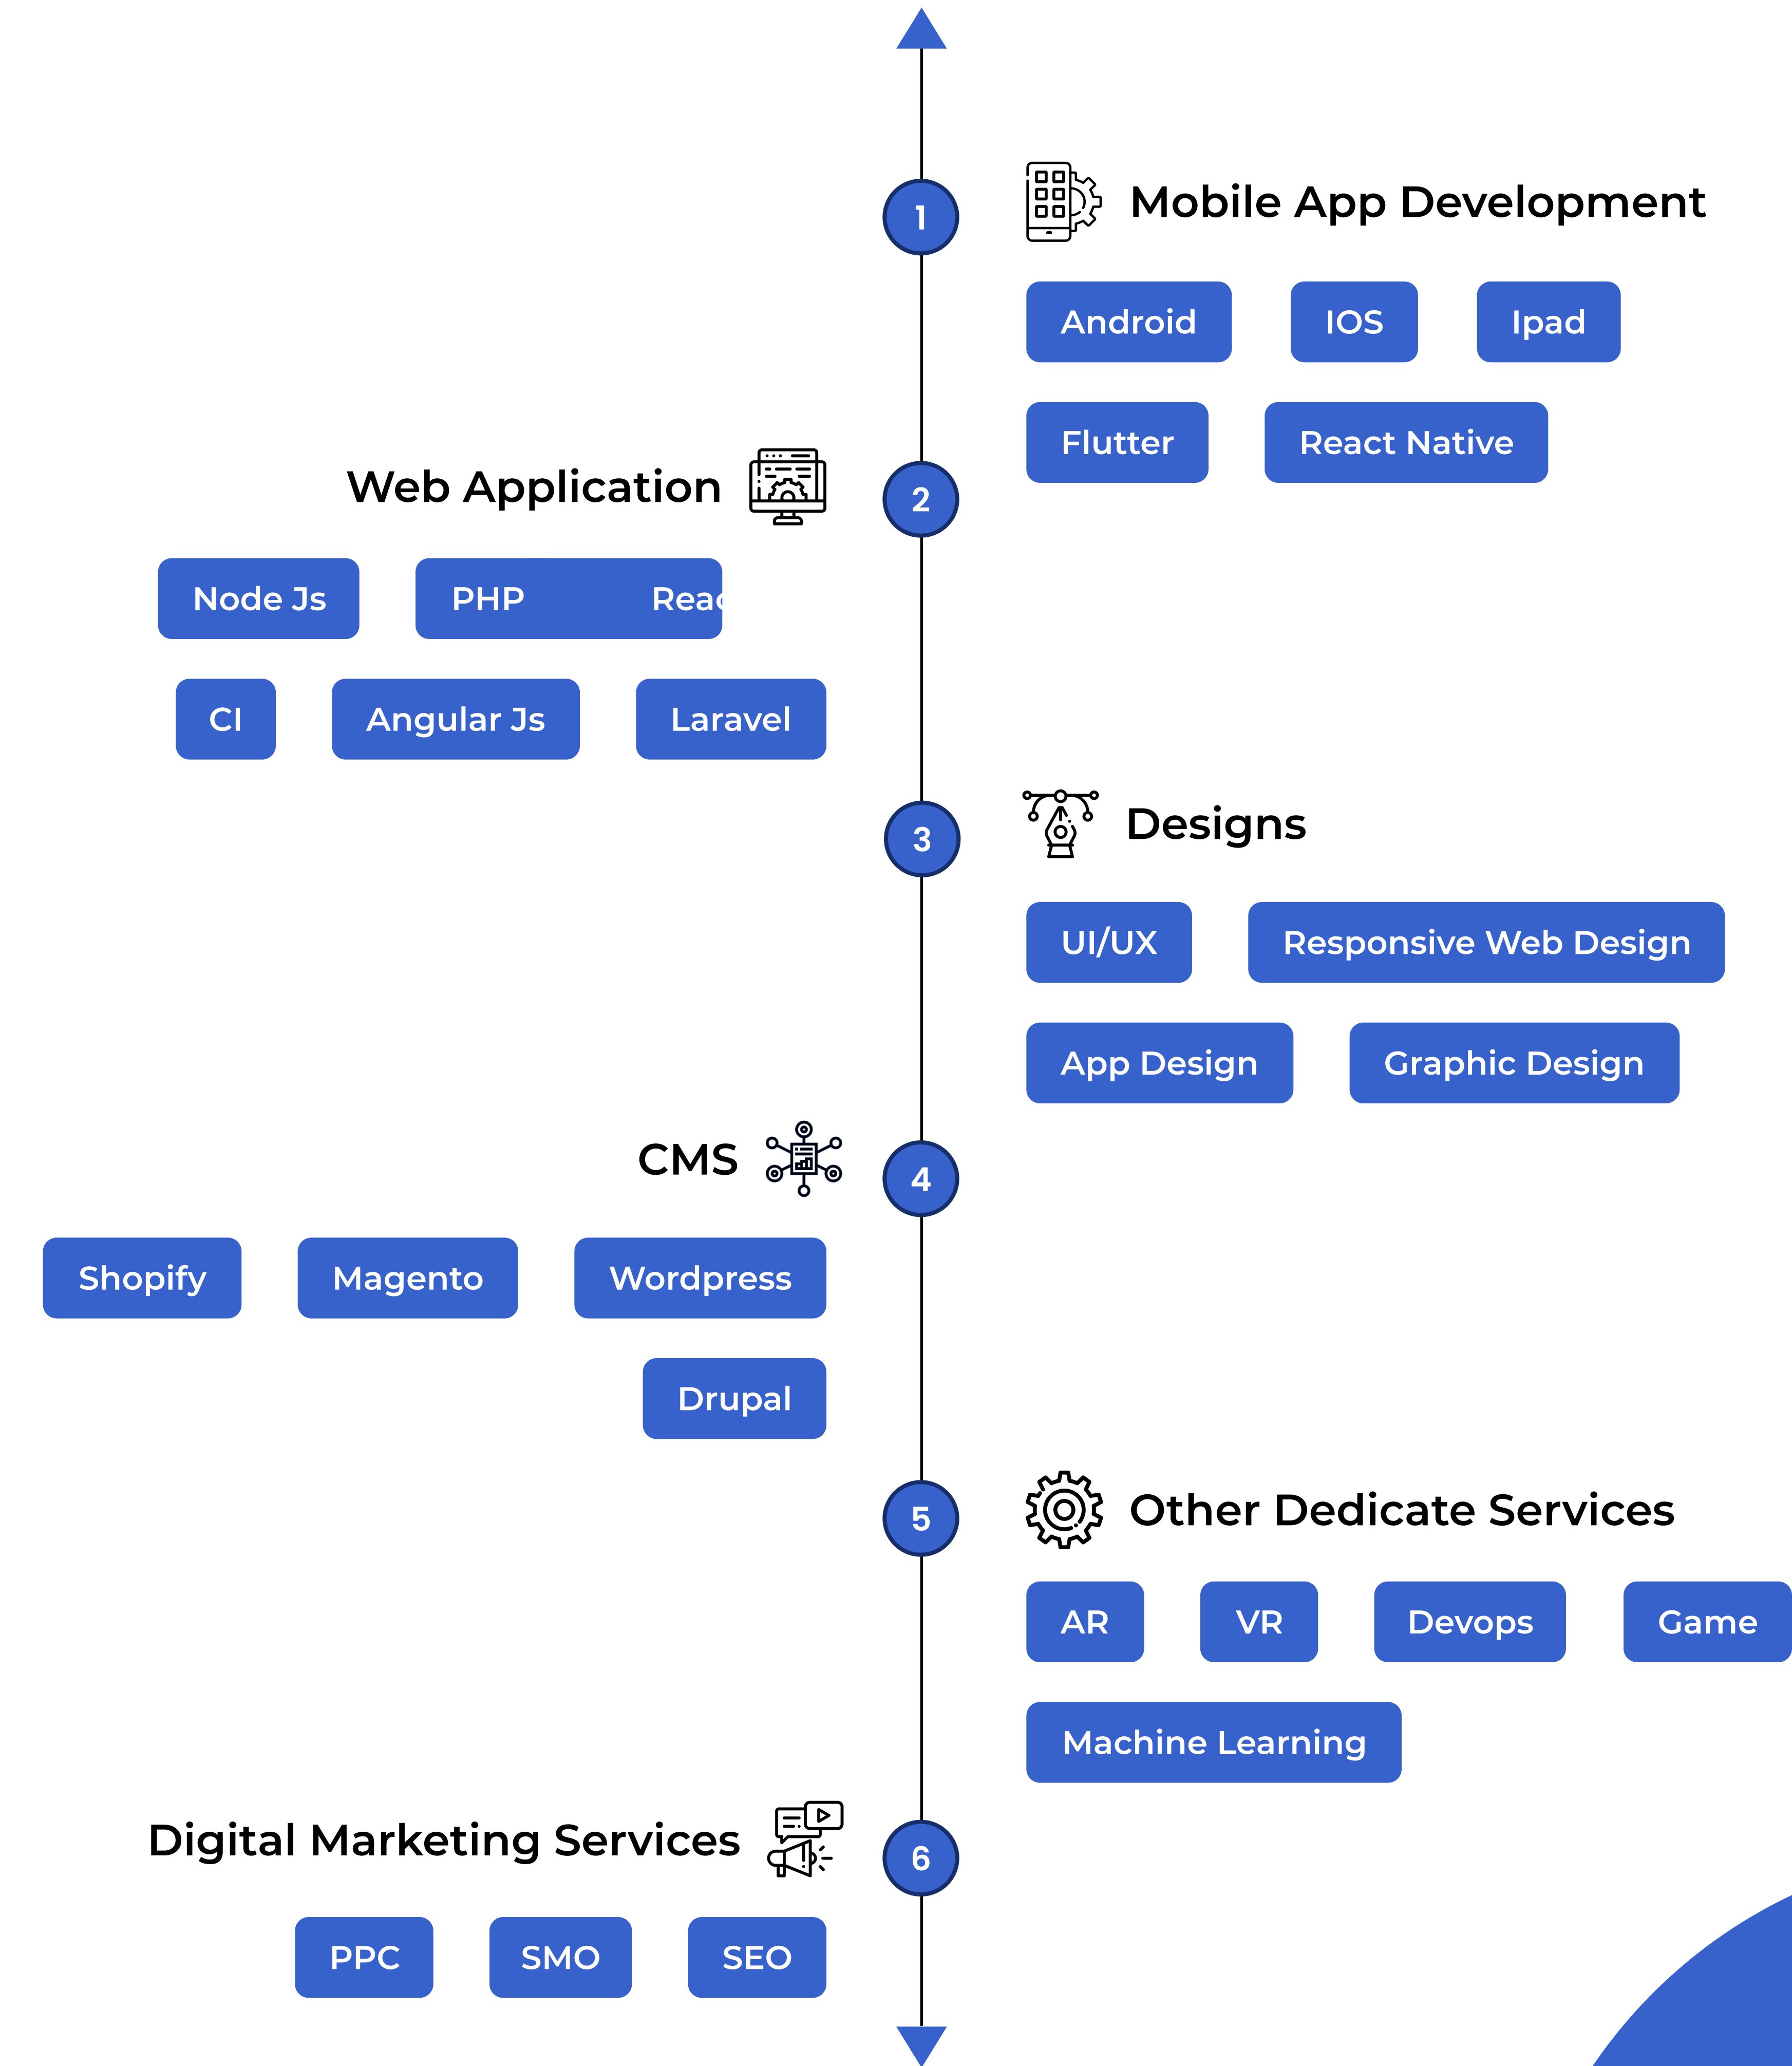 1
Mobile App Development
Android IOS Ipad
Flutter React Native
2
Web Application
Node Js PHP
CI Angular Js Laravel
3
Designs
UI/UX Responsive Web Design
App Design Graphic Design
4
CMS
Shopify Magento Wordpress
Drupal
5
Other Dedicate Services
AR VR Devops Game
Machine Learning
6
Digital Marketing Services
PPC SMO SEO